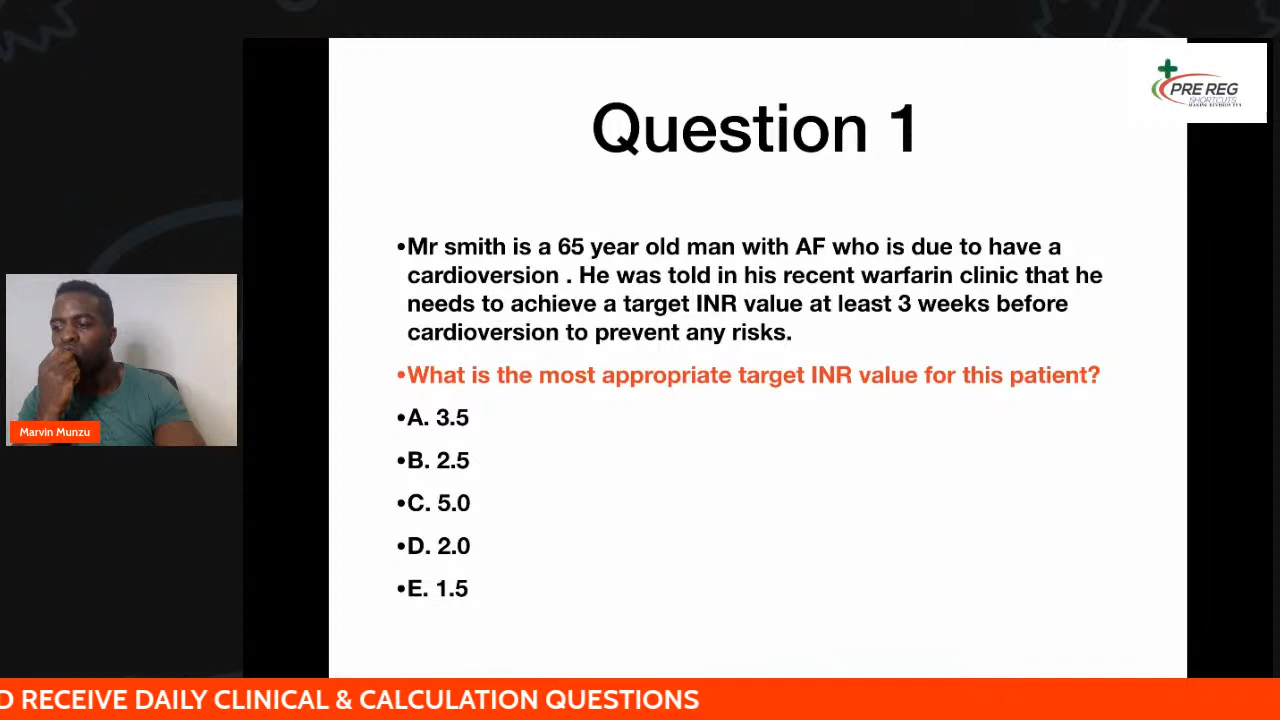 PRE REG
SHORTCUTS
Question 1
•Mr smith is a 65 year old man with AF who is due to have a
cardioversion . He was told in his recent warfarin clinic that he
needs to achieve a target INR value at least 3 weeks before
cardioversion to prevent any risks.
•What is the most appropriate target INR value for this patient?
•A. 3.5
•B. 2.5
•C. 5.0
•D. 2.0
•E. 1.5
Marvin Munzu
D RECEIVE DAILY CLINICAL & CALCULATION QUESTIONS